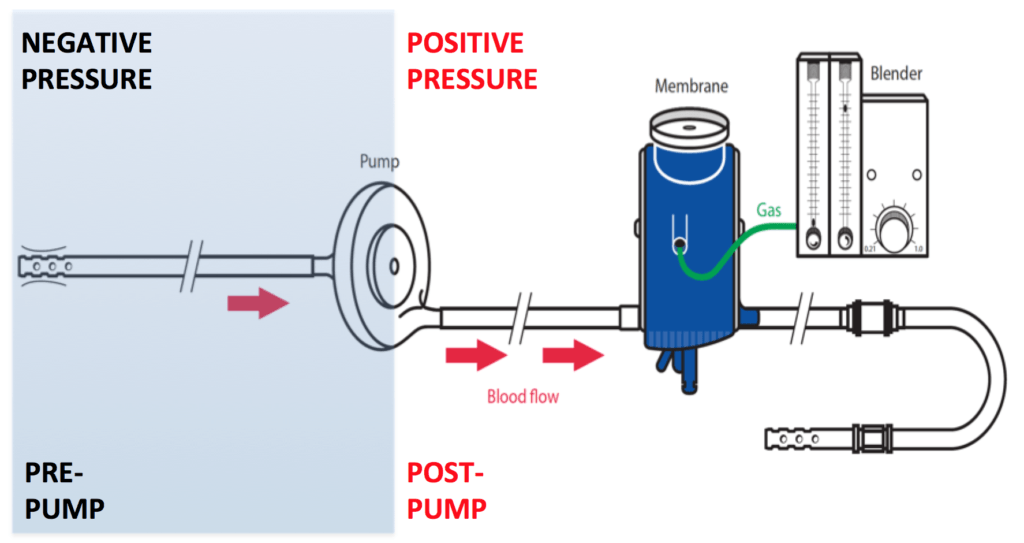 NEGATIVE
PRESSURE
POSITIVE
PRESSURE
Membrane
Blender
Pump
Gas
0.21
1.0
Blood flow
PRE-
PUMP
POST-
PUMP